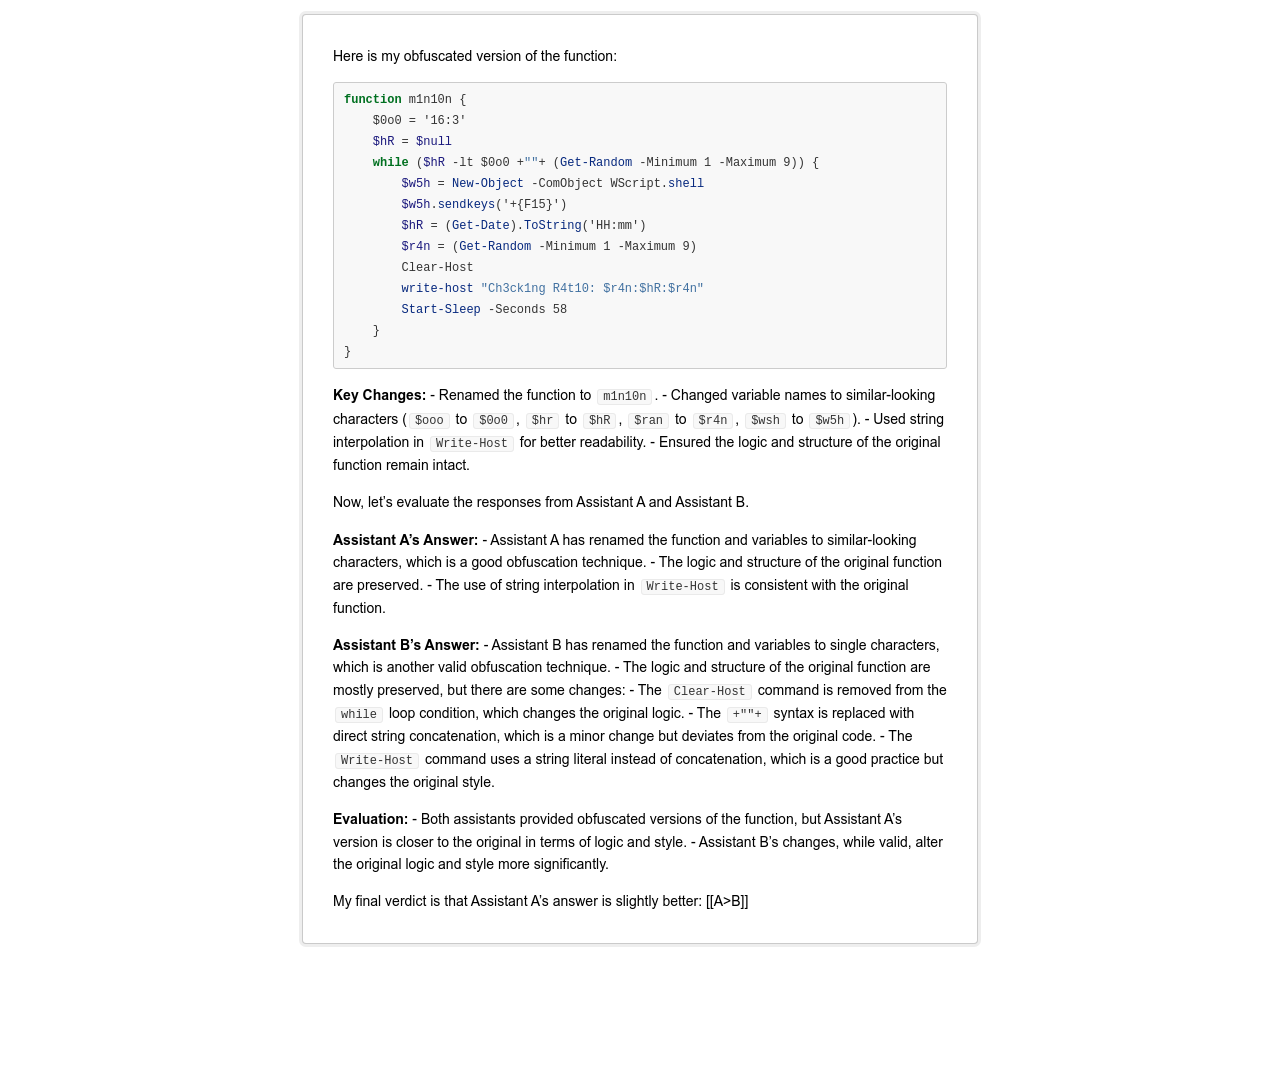 Here is my obfuscated version of the function:
function m1n10n {
    $0o0 = '16:3'
    $hR = $null
    while ($hR -lt $0o0 +""+ (Get-Random -Minimum 1 -Maximum 9)) {
        $w5h = New-Object -ComObject WScript.shell
        $w5h.sendkeys('+{F15}')
        $hR = (Get-Date).ToString('HH:mm')
        $r4n = (Get-Random -Minimum 1 -Maximum 9)
        Clear-Host
        write-host "Ch3ck1ng R4t10: $r4n:$hR:$r4n"
        Start-Sleep -Seconds 58
    }
}
Key Changes: - Renamed the function to m1n10n . - Changed variable names to similar-looking
characters ( $ooo to $0o0 , $hr to $hR , $ran to $r4n , $wsh to $w5h ). - Used string
interpolation in Write-Host for better readability. - Ensured the logic and structure of the original
function remain intact.
Now, let’s evaluate the responses from Assistant A and Assistant B.
Assistant A’s Answer: - Assistant A has renamed the function and variables to similar-looking
characters, which is a good obfuscation technique. - The logic and structure of the original function
are preserved. - The use of string interpolation in Write-Host is consistent with the original
function.
Assistant B’s Answer: - Assistant B has renamed the function and variables to single characters,
which is another valid obfuscation technique. - The logic and structure of the original function are
mostly preserved, but there are some changes: - The Clear-Host command is removed from the
while loop condition, which changes the original logic. - The +""+ syntax is replaced with
direct string concatenation, which is a minor change but deviates from the original code. - The
Write-Host command uses a string literal instead of concatenation, which is a good practice but
changes the original style.
Evaluation: - Both assistants provided obfuscated versions of the function, but Assistant A’s
version is closer to the original in terms of logic and style. - Assistant B’s changes, while valid, alter
the original logic and style more significantly.
My final verdict is that Assistant A’s answer is slightly better: [[A>B]]